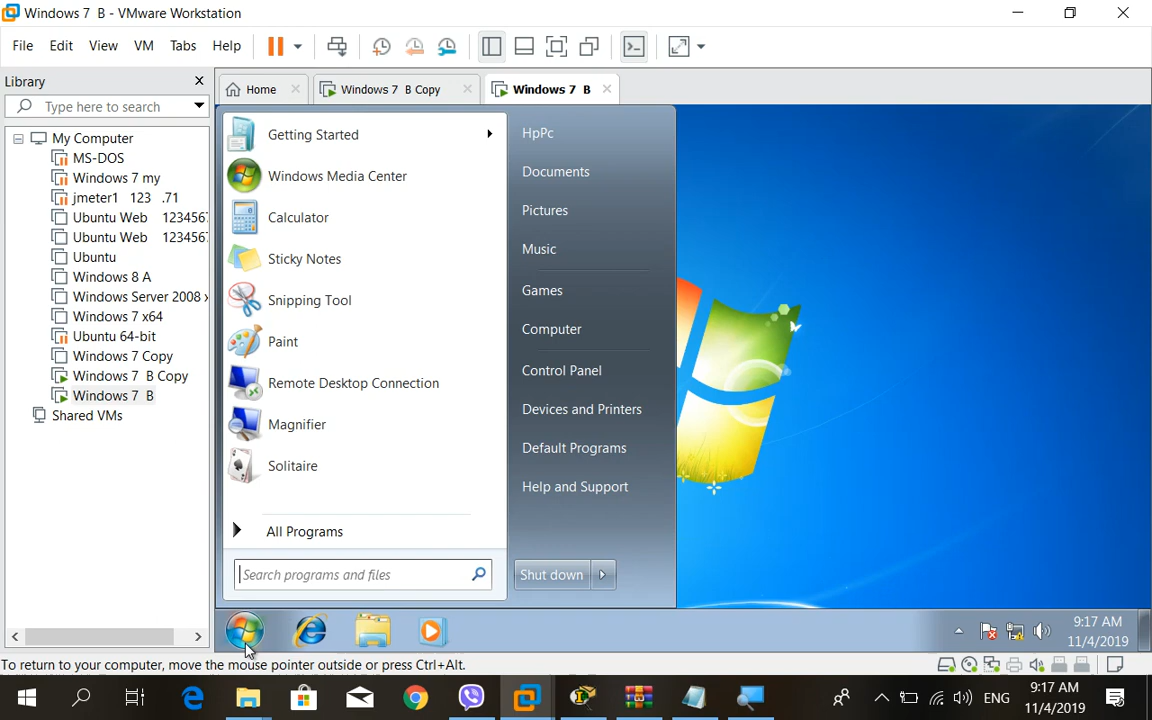 Windows 7 B - VMware Workstation
File Edit View VM Tabs Help
Library
Type here to search
My Computer
MS-DOS
Windows 7 my
jmeter1 123 .71
Ubuntu Web 123456
Ubuntu Web 123456
Ubuntu
Windows 8 A
Windows Server 2008
Windows 7 x64
Ubuntu 64-bit
Windows 7 Copy
Windows 7 B Copy
Windows 7 B
Shared VMs
Home Windows 7 B Copy Windows 7 B
Getting Started
Windows Media Center
Calculator
Sticky Notes
Snipping Tool
Paint
Remote Desktop Connection
Magnifier
Solitaire
All Programs
Search programs and files
HpPc
Documents
Pictures
Music
Games
Computer
Control Panel
Devices and Printers
Default Programs
Help and Support
Shut down
9:17 AM
11/4/2019
To return to your computer, move the mouse pointer outside or press Ctrl+Alt.
ENG
9:17 AM
11/4/2019